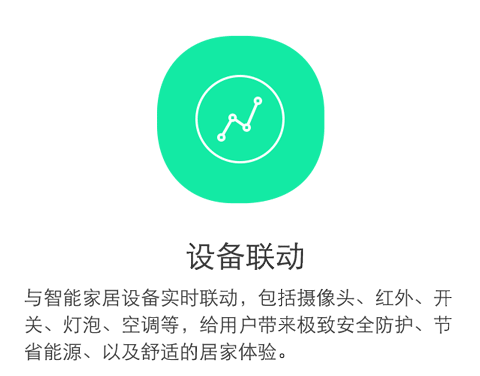 设备联动
与智能家居设备实时联动，包括摄像头、红外、开
关、灯泡、空调等，给用户带来极致安全防护、节
省能源、以及舒适的居家体验。